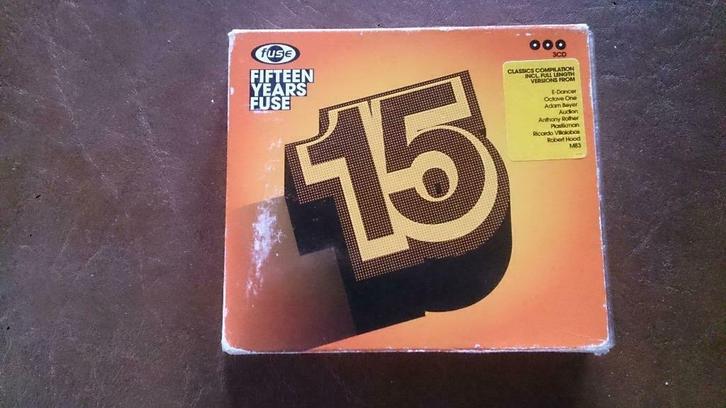 fuse
FIFTEEN
YEARS
FUSE
15
3CD
CLASSICS COMPILATION
INCL. FULL LENGTH
VERSIONS FROM
E-Dancer
Octave One
Adam Beyer
Audion
Anthony Rother
Plastikman
Ricardo Villalobos
Robert Hood
MB3